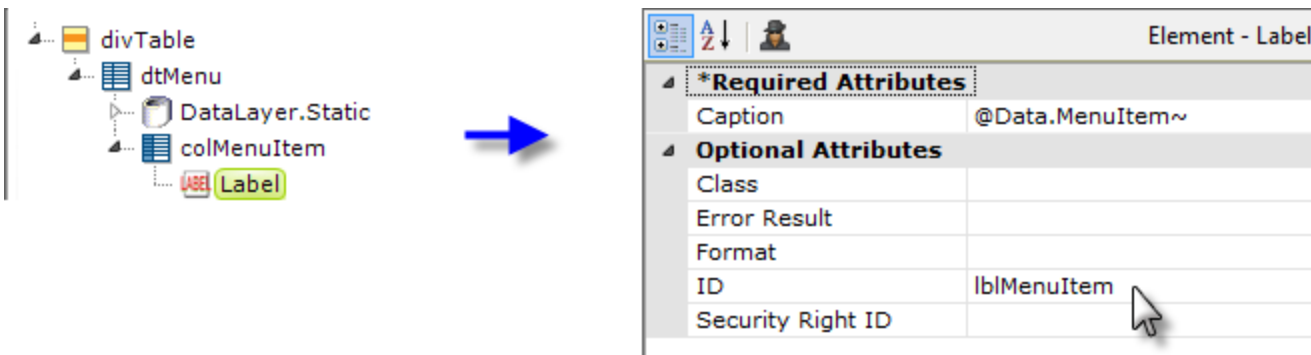 divTable
dtMenu
DataLayer.Static
colMenuItem
LABEL Label
A Z Element - Label
*Required Attributes
Caption @Data.MenuItem~
Optional Attributes
Class
Error Result
Format
ID lblMenuItem
Security Right ID